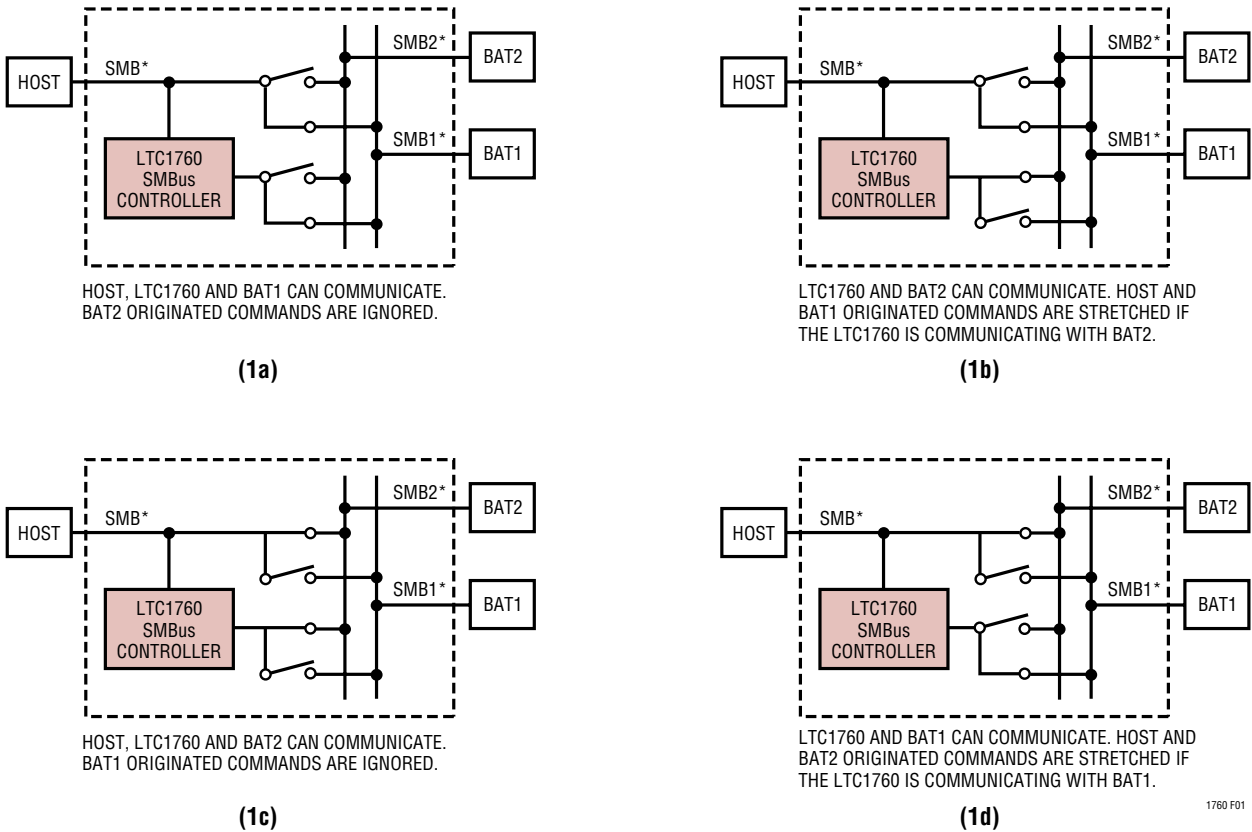 SMB2*
BAT2
HOST
SMB*
SMB1*
BAT1
LTC1760
SMBus
CONTROLLER
HOST, LTC1760 AND BAT1 CAN COMMUNICATE.
BAT2 ORIGINATED COMMANDS ARE IGNORED.
(1a)
SMB2*
BAT2
HOST
SMB*
SMB1*
BAT1
LTC1760
SMBus
CONTROLLER
LTC1760 AND BAT2 CAN COMMUNICATE. HOST AND
BAT1 ORIGINATED COMMANDS ARE STRETCHED IF
THE LTC1760 IS COMMUNICATING WITH BAT2.
(1b)
SMB2*
BAT2
HOST
SMB*
SMB1*
BAT1
LTC1760
SMBus
CONTROLLER
HOST, LTC1760 AND BAT2 CAN COMMUNICATE.
BAT1 ORIGINATED COMMANDS ARE IGNORED.
(1c)
SMB2*
BAT2
HOST
SMB*
SMB1*
BAT1
LTC1760
SMBus
CONTROLLER
LTC1760 AND BAT1 CAN COMMUNICATE. HOST AND
BAT2 ORIGINATED COMMANDS ARE STRETCHED IF
THE LTC1760 IS COMMUNICATING WITH BAT1.
(1d)
1760 F01